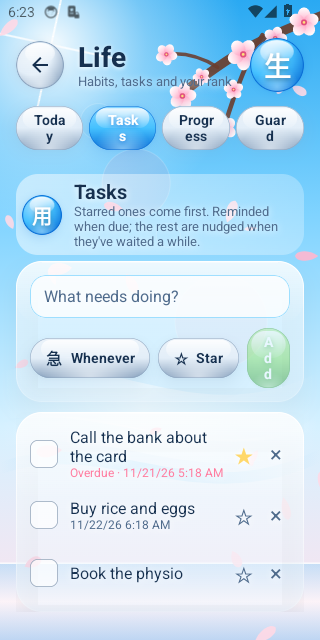 6:23
Life
生
Habits, tasks and your rank
Toda
y
Task
s
Progr
ess
Guar
d
用
Tasks
Starred ones come first. Reminded
when due; the rest are nudged when
they've waited a while.
What needs doing?
急 Whenever
☆ Star
A
d
d
Call the bank about
the card
Overdue · 11/21/26 5:18 AM
★ ×
Buy rice and eggs
11/22/26 6:18 AM
☆ ×
Book the physio
☆ ×